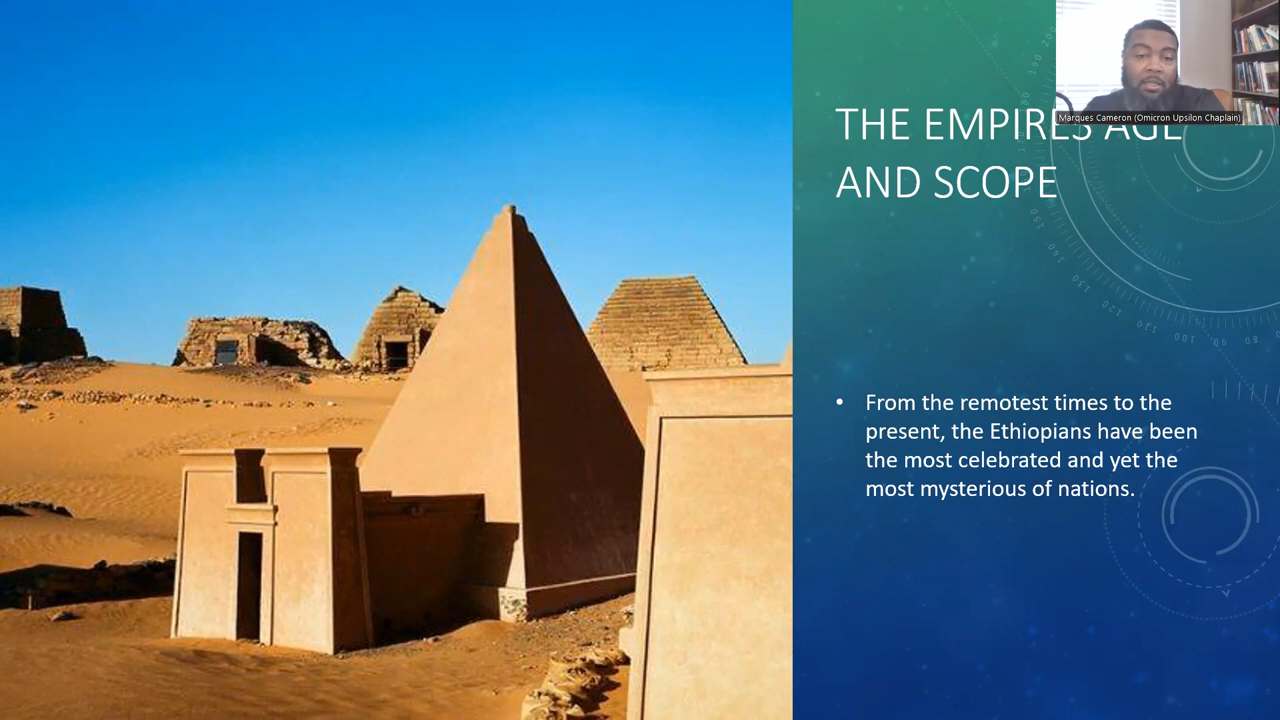 THE EMPIRES AGE
AND SCOPE
Marques Cameron (Omicron Upsilon Chaplain)
• From the remotest times to the
present, the Ethiopians have been
the most celebrated and yet the
most mysterious of nations.